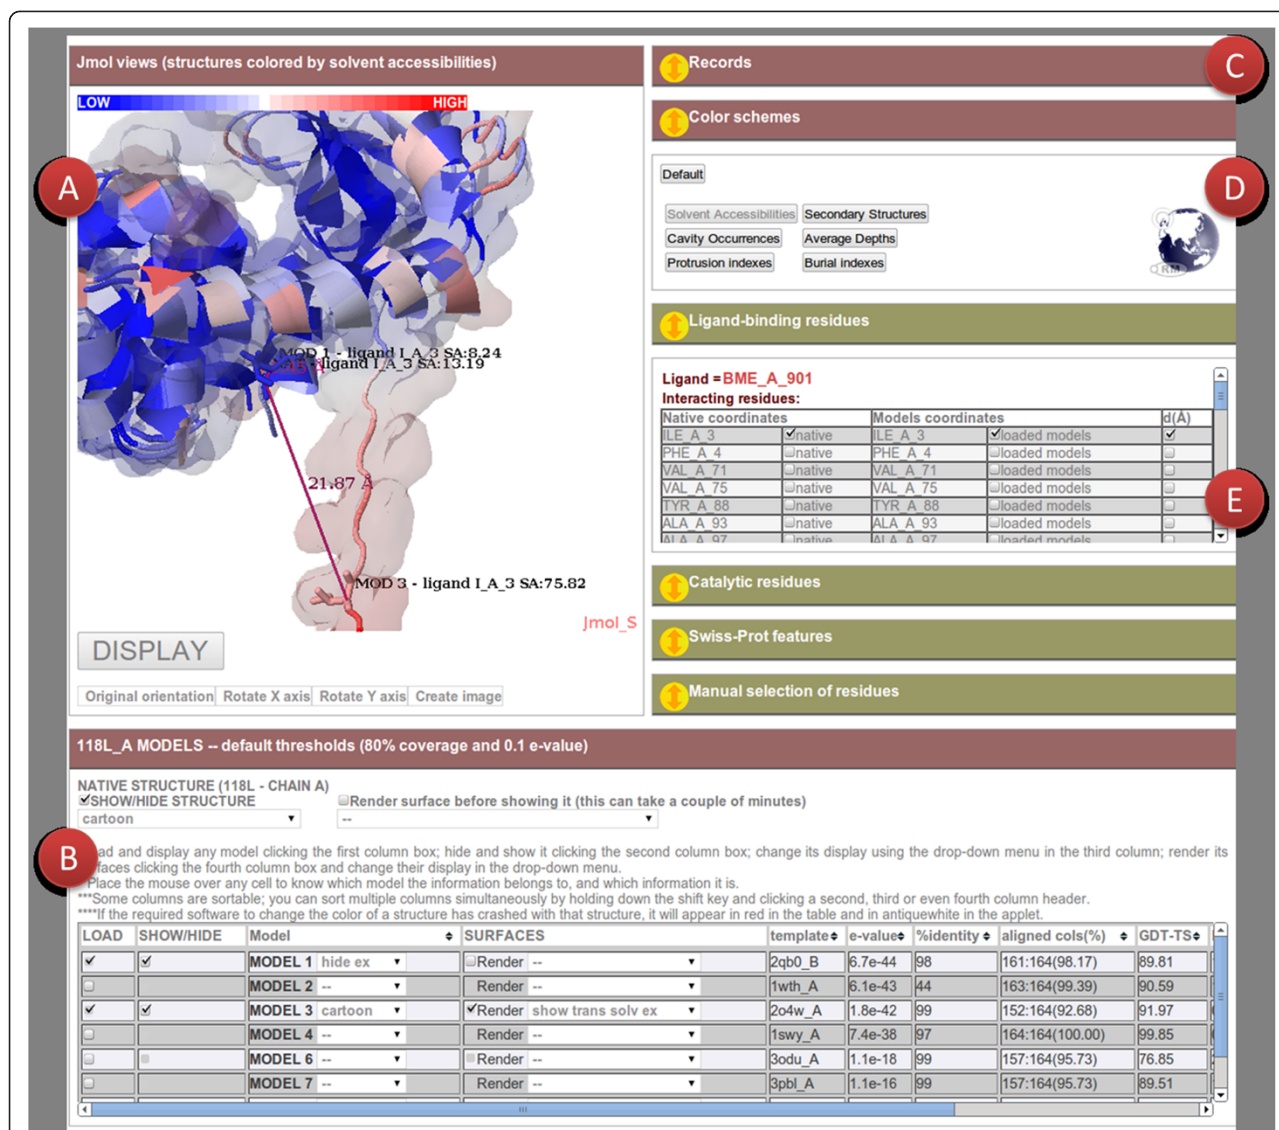 Jmol views (structures colored by solvent accessibilities)
LOW HIGH
A
MOD 1 - ligand I_A_3 SA:8.24
ligand I_A_3 SA:13.19
21.87 Å
MOD 3 - ligand I_A_3 SA:75.82
Jmol_S
DISPLAY
Original orientation Rotate X axis Rotate Y axis Create image
Records
C
Color schemes
Default
D
Solvent Accessibilities Secondary Structures
Cavity Occurrences Average Depths
Protrusion indexes Burial indexes
RM
Ligand-binding residues
Ligand =BME_A_901
Interacting residues:
Native coordinates Models coordinates d(Å)
ILE_A_3 native ILE_A_3 loaded models
PHE_A_4 native PHE_A_4 loaded models
VAL_A_71 native VAL_A_71 loaded models
VAL_A_75 native VAL_A_75 loaded models
TYR_A_88 native TYR_A_88 loaded models
ALA_A_93 native ALA_A_93 loaded models
ALA_A_97 native ALA_A_97 loaded models
E
Catalytic residues
Swiss-Prot features
Manual selection of residues
118L_A MODELS -- default thresholds (80% coverage and 0.1 e-value)
NATIVE STRUCTURE (118L - CHAIN A)
SHOW/HIDE STRUCTURE Render surface before showing it (this can take a couple of minutes)
cartoon --
B
and display any model clicking the first column box; hide and show it clicking the second column box; change its display using the drop-down menu in the third column; render its
clicking the fourth column box and change their display in the drop-down menu.
Place the mouse over any cell to know which model the information belongs to, and which information it is.
***Some columns are sortable; you can sort multiple columns simultaneously by holding down the shift key and clicking a second, third or even fourth column header.
****If the required software to change the color of a structure has crashed with that structure, it will appear in red in the table and in antiquewhite in the applet.
LOAD SHOW/HIDE Model SURFACES template e-value %identity aligned cols(%) GDT-TS
MODEL 1 hide ex Render -- 2qb0_B 6.7e-44 98 161:164(98.17) 89.81
MODEL 2 -- Render -- 1wth_A 6.1e-43 44 163:164(99.39) 90.59
MODEL 3 cartoon Render show trans solv ex 2o4w_A 1.8e-42 99 152:164(92.68) 91.97
MODEL 4 -- Render -- 1swy_A 7.4e-38 97 164:164(100.00) 99.85
MODEL 6 -- Render -- 3odu_A 1.1e-18 99 157:164(95.73) 76.85
MODEL 7 -- Render -- 3pbl_A 1.1e-16 99 157:164(95.73) 89.51